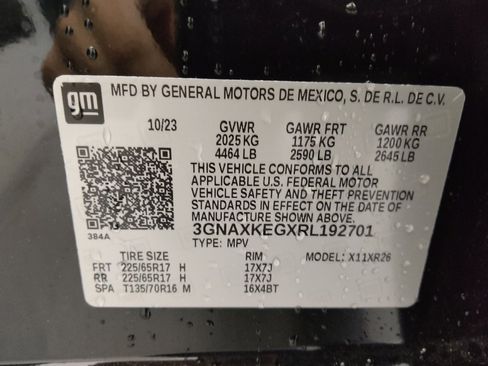 gm
MFD BY GENERAL MOTORS DE MEXICO, S. DE R.L. DE C.V.
10/23 GVWR GAWR FRT GAWR RR
2025 KG 1175 KG 1200 KG
4464 LB 2590 LB 2645 LB
THIS VEHICLE CONFORMS TO ALL
APPLICABLE U.S. FEDERAL MOTOR
VEHICLE SAFETY AND THEFT PREVENTION
STANDARDS IN EFFECT ON THE DATE OF
MANUFACTURE SHOWN ABOVE.
384A 3GNAXKEGXRL192701
TYPE: MPV
TIRE SIZE RIM MODEL: X11XR26
FRT 225/65R17 H 17X7J
RR 225/65R17 H 17X7J
SPA T135/70R16 M 16X4BT